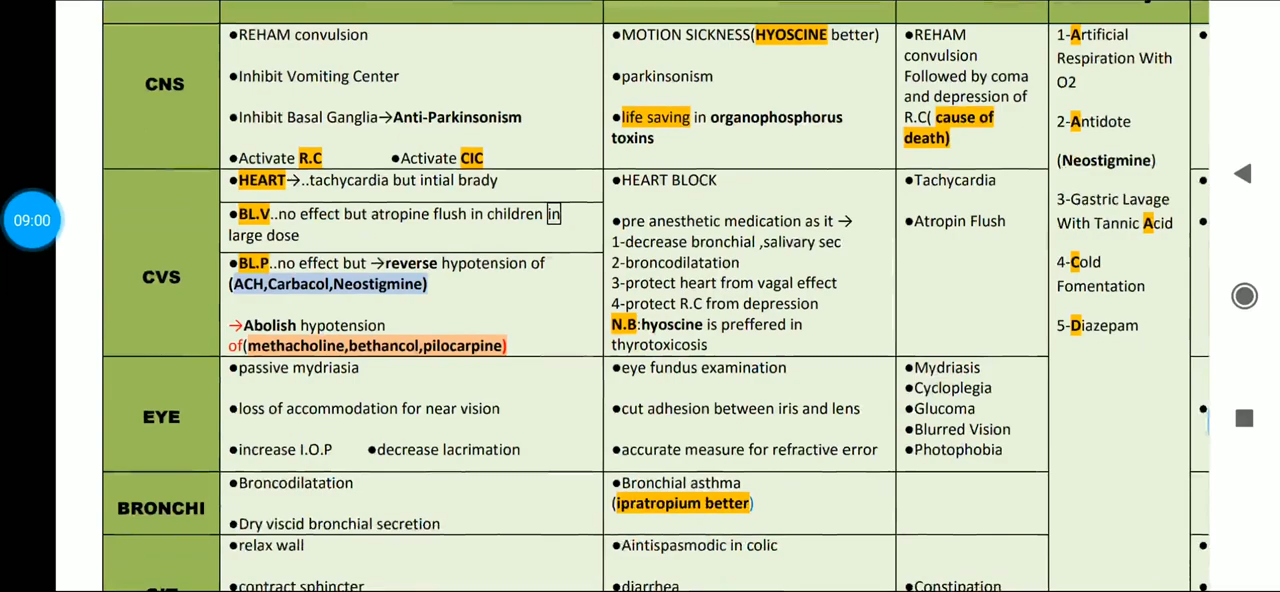 CNS
●REHAM convulsion
●Inhibit Vomiting Center
●Inhibit Basal Ganglia→Anti-Parkinsonism
●Activate R.C ●Activate CIC
●MOTION SICKNESS(HYOSCINE better)
●parkinsonism
●life saving in organophosphorus
toxins
●REHAM
convulsion
Followed by coma
and depression of
R.C( cause of
death)
1-Artificial
Respiration With
O2
2-Antidote
(Neostigmine)
3-Gastric Lavage
With Tannic Acid
4-Cold
Fomentation
5-Diazepam
09:00
CVS
●HEART→..tachycardia but intial brady
●BL.V..no effect but atropine flush in children in
large dose
●BL.P..no effect but →reverse hypotension of
(ACH,Carbacol,Neostigmine)
→Abolish hypotension
of(methacholine,bethancol,pilocarpine)
●HEART BLOCK
●pre anesthetic medication as it →
1-decrease bronchial ,salivary sec
2-broncodilatation
3-protect heart from vagal effect
4-protect R.C from depression
N.B:hyoscine is preffered in
thyrotoxicosis
●Tachycardia
●Atropin Flush
EYE
●passive mydriasia
●loss of accommodation for near vision
●increase I.O.P ●decrease lacrimation
●eye fundus examination
●cut adhesion between iris and lens
●accurate measure for refractive error
●Mydriasis
●Cycloplegia
●Glucoma
●Blurred Vision
●Photophobia
BRONCHI
●Broncodilatation
●Dry viscid bronchial secretion
●Bronchial asthma
(ipratropium better)
●relax wall
●contract sphincter
●Aintispasmodic in colic
●diarrhea
●Constipation